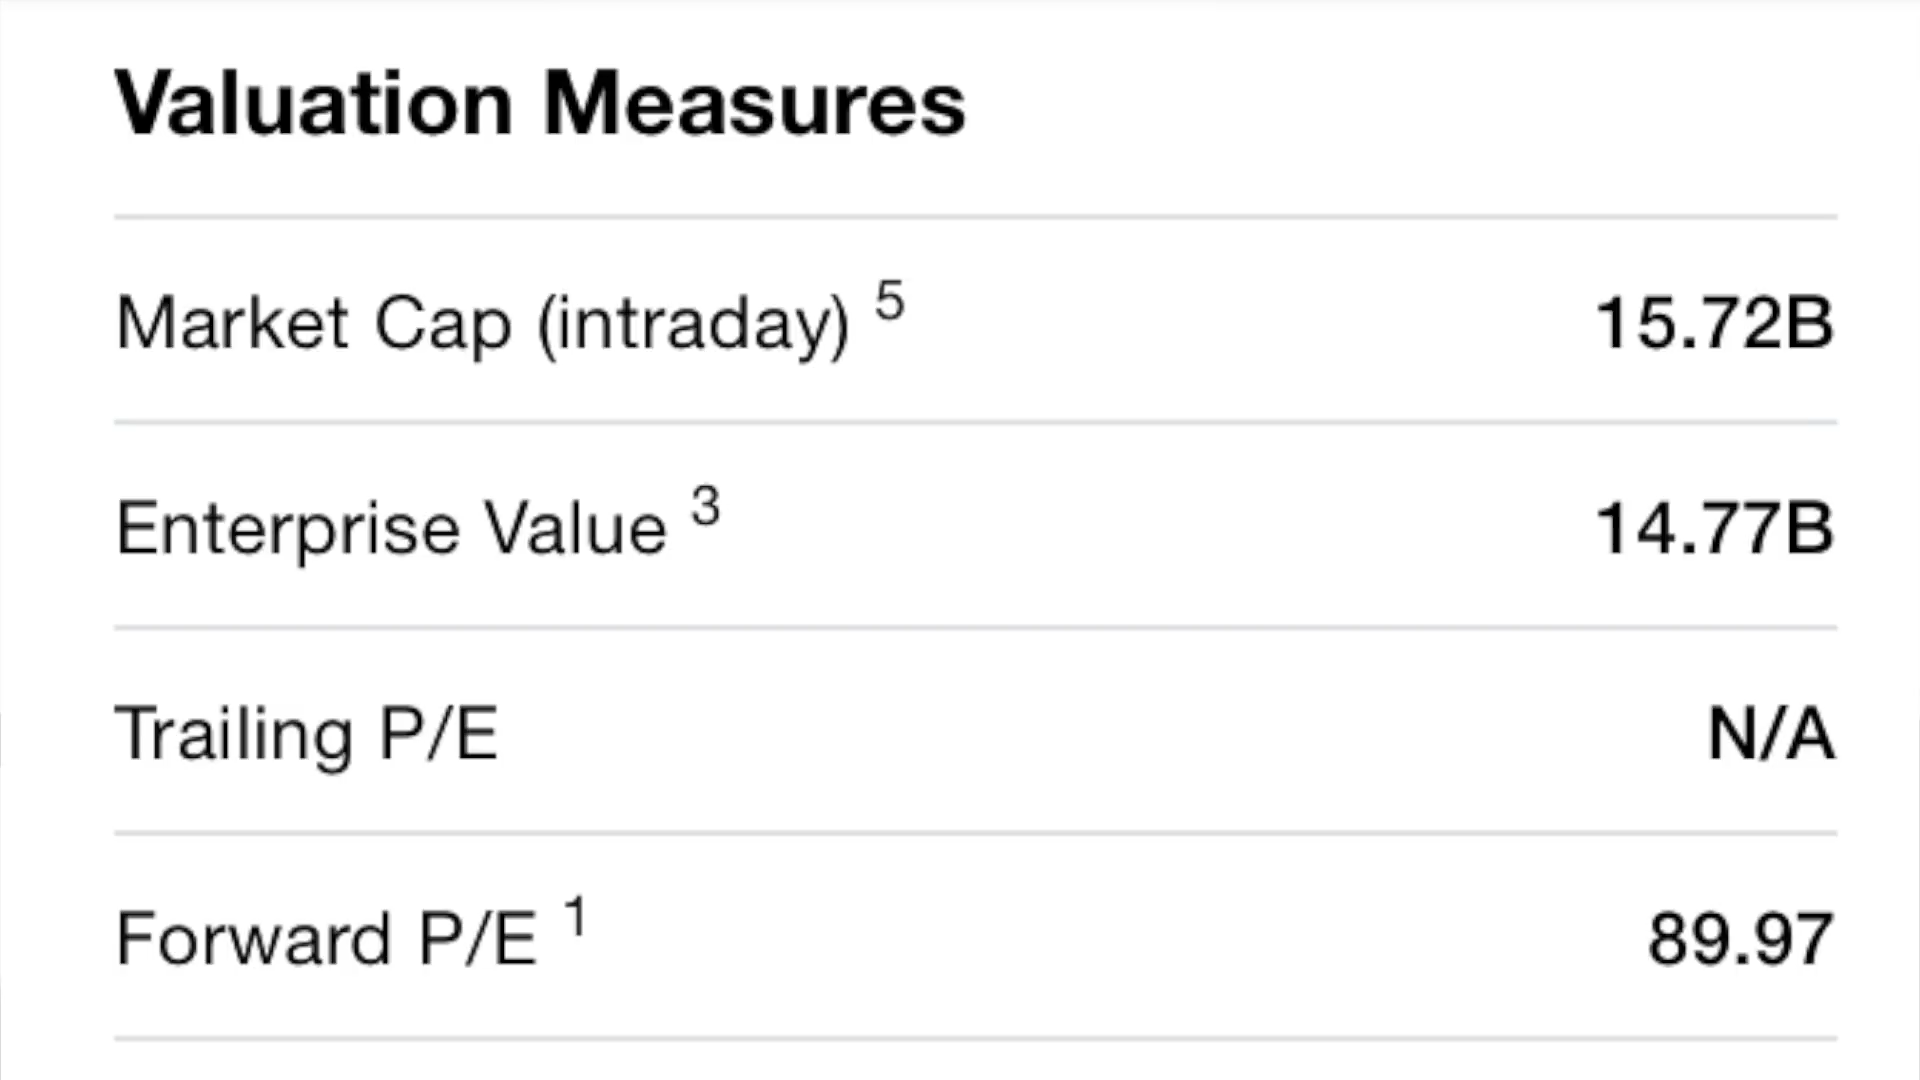 Valuation Measures
Market Cap (intraday) 5 15.72B
Enterprise Value 3 14.77B
Trailing P/E N/A
Forward P/E 1 89.97